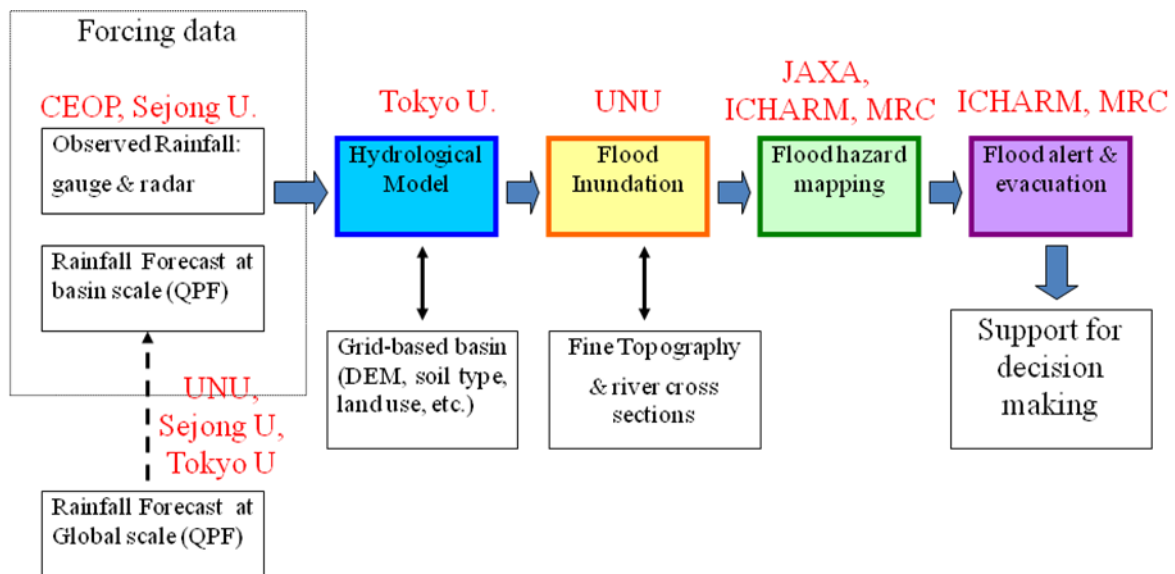 Forcing data
CEOP, Sejong U.
Observed Rainfall:
gauge & radar
Rainfall Forecast at
basin scale (QPF)
UNU,
Sejong U,
Tokyo U
Rainfall Forecast at
Global scale (QPF)
Tokyo U.
Hydrological
Model
Grid-based basin
(DEM, soil type,
land use, etc.)
UNU
Flood
Inundation
Fine Topography
& river cross
sections
JAXA,
ICHARM, MRC
Flood hazard
mapping
ICHARM, MRC
Flood alert &
evacuation
Support for
decision
making